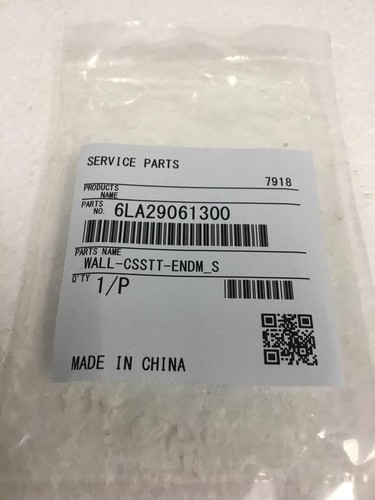 SERVICE PARTS
7918
PRODUCTS
NAME
PARTS
NO. 6LA29061300
PARTS NAME
WALL-CSSTT-ENDM_S
Q'TY 1/P
MADE IN CHINA